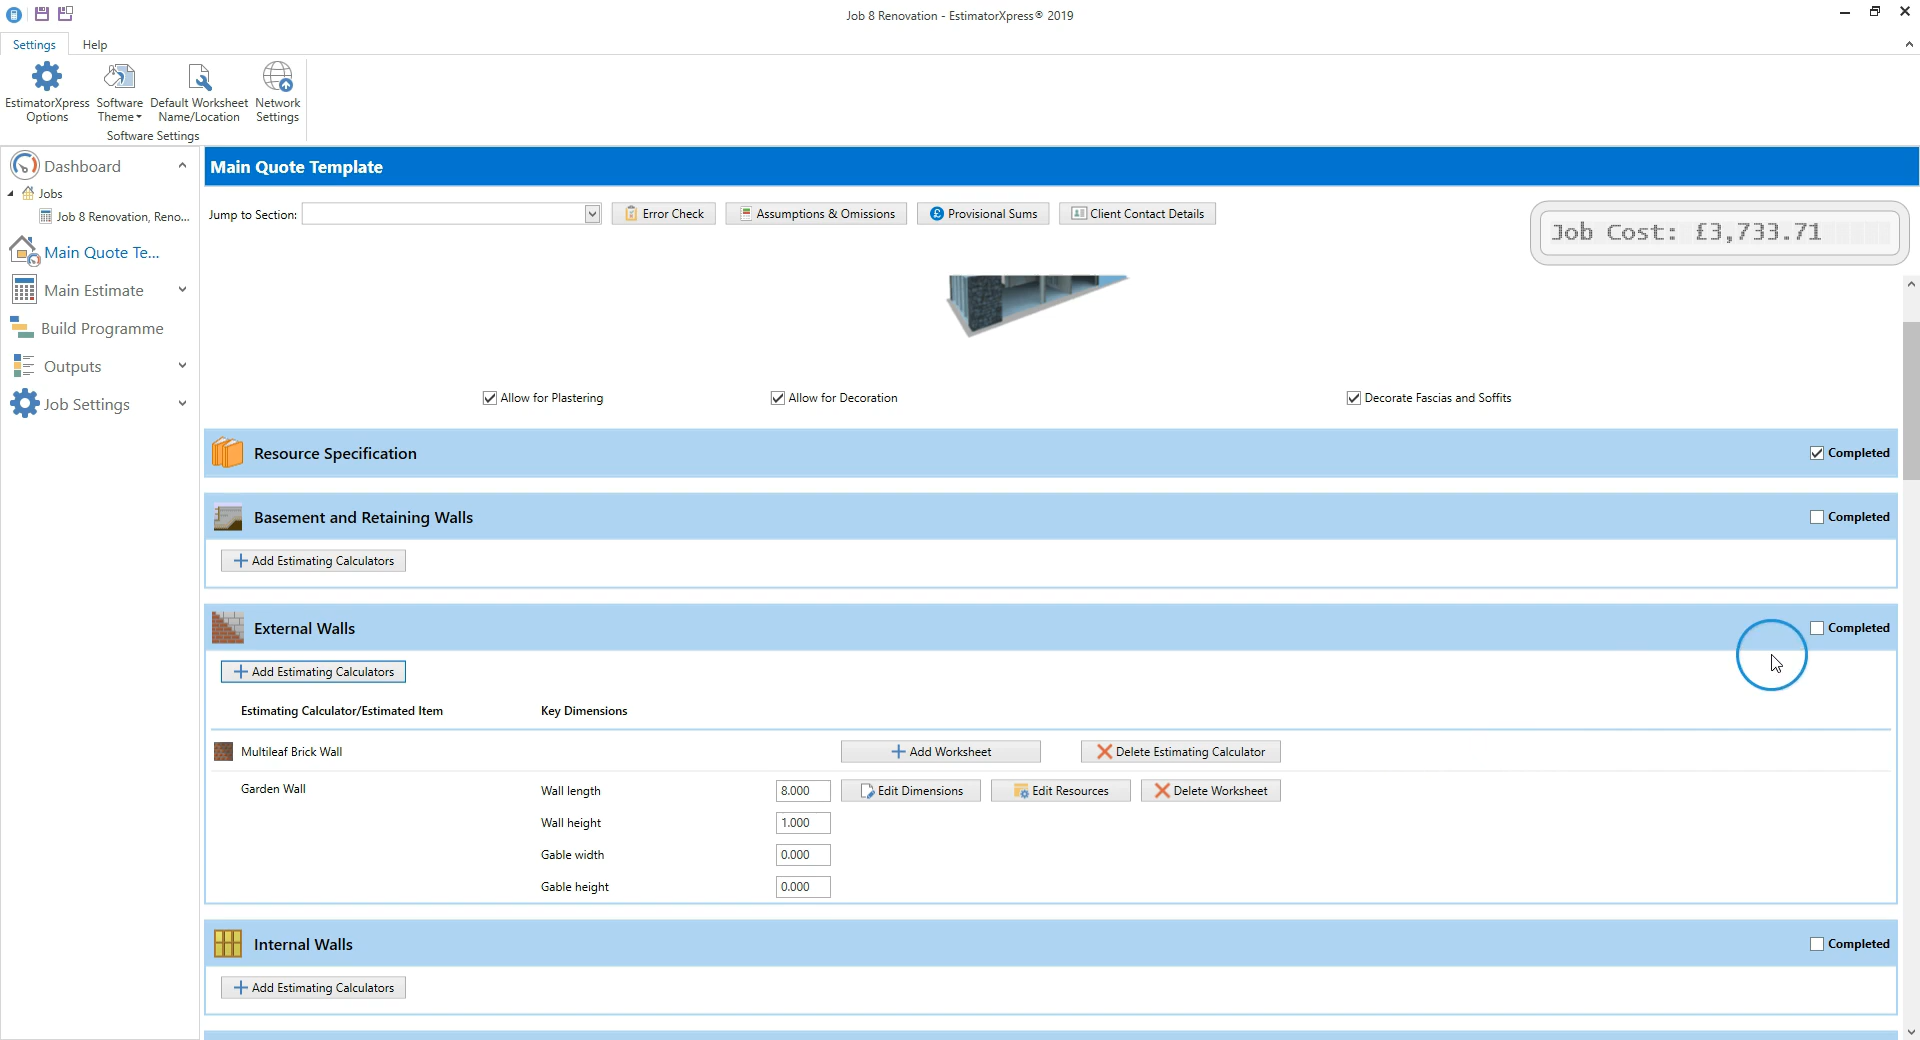 Job 8 Renovation - EstimatorXpress® 2019
Settings
Help
EstimatorXpress
Options
Software
Theme
Default Worksheet
Name/Location
Network
Settings
Software Settings
Dashboard
Jobs
Job 8 Renovation, Reno...
Main Quote Te...
Main Estimate
Build Programme
Outputs
Job Settings
Main Quote Template
Jump to Section:
Error Check
Assumptions & Omissions
Provisional Sums
Client Contact Details
Job Cost: £3,733.71
Allow for Plastering
Allow for Decoration
Decorate Fascias and Soffits
Resource Specification
Completed
Basement and Retaining Walls
Completed
Add Estimating Calculators
External Walls
Completed
Add Estimating Calculators
Estimating Calculator/Estimated Item
Key Dimensions
Multileaf Brick Wall
Add Worksheet
Delete Estimating Calculator
Garden Wall
Wall length
8.000
Edit Dimensions
Edit Resources
Delete Worksheet
Wall height
1.000
Gable width
0.000
Gable height
0.000
Internal Walls
Completed
Add Estimating Calculators